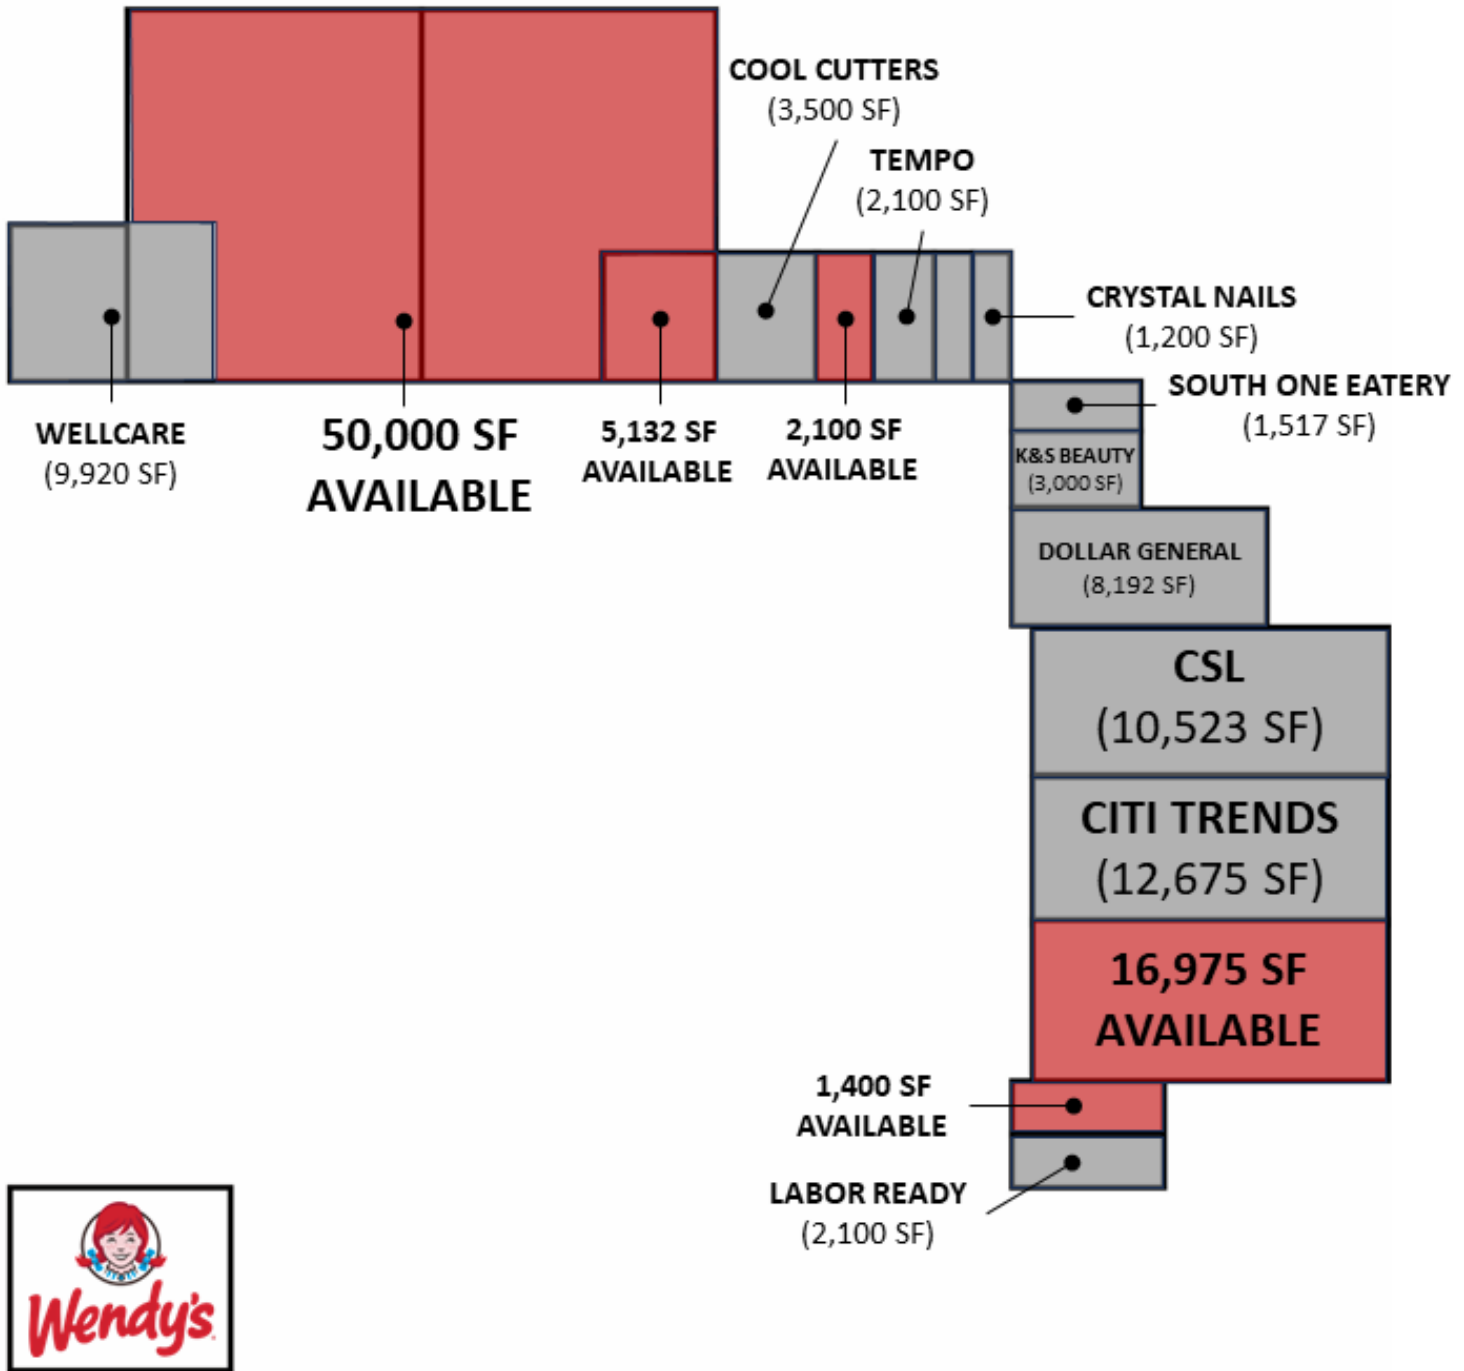 COOL CUTTERS
(3,500 SF)
TEMPO
(2,100 SF)
CRYSTAL NAILS
(1,200 SF)
SOUTH ONE EATERY
(1,517 SF)
WELLCARE
(9,920 SF)
50,000 SF
AVAILABLE
5,132 SF
AVAILABLE
2,100 SF
AVAILABLE
K&S BEAUTY
(3,000 SF)
DOLLAR GENERAL
(8,192 SF)
CSL
(10,523 SF)
CITI TRENDS
(12,675 SF)
16,975 SF
AVAILABLE
1,400 SF
AVAILABLE
LABOR READY
(2,100 SF)
Wendy's